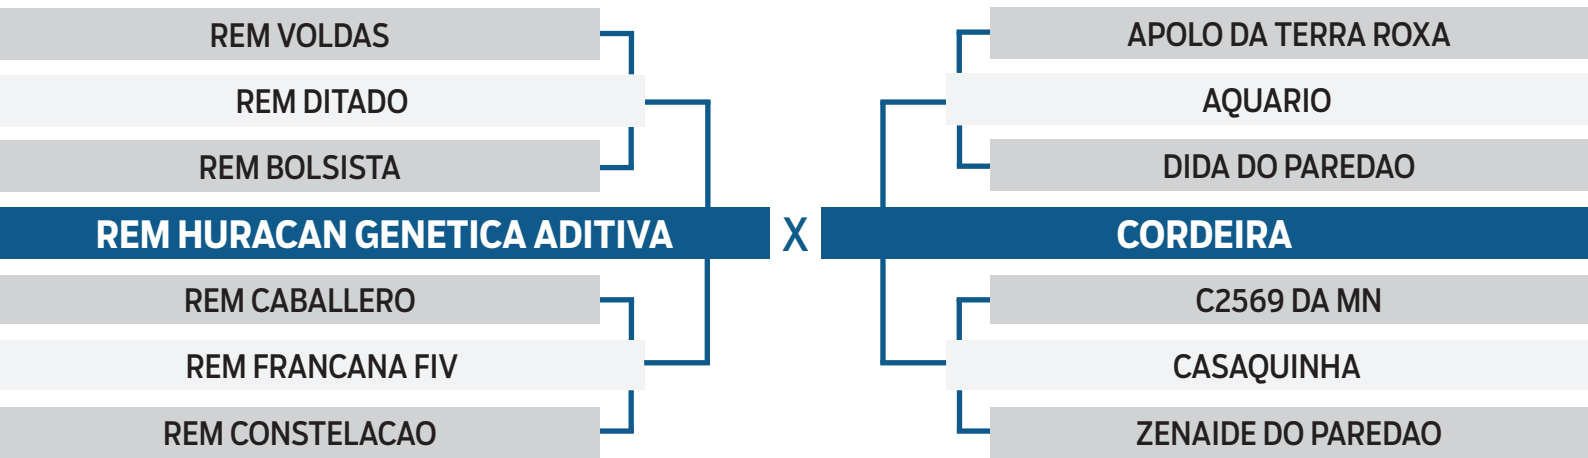 REM VOLDAS
REM DITADO
REM BOLSISTA
REM HURACAN GENETICA ADITIVA
REM CABALLERO
REM FRANCANA FIV
REM CONSTELACAO
X
APOLO DA TERRA ROXA
AQUARIO
DIDA DO PAREDAO
CORDEIRA
C2569 DA MN
CASAQUINHA
ZENAIDE DO PAREDAO